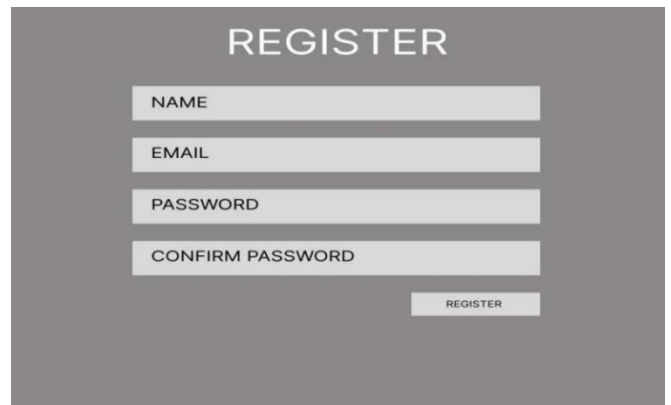 REGISTER
NAME
EMAIL
PASSWORD
CONFIRM PASSWORD
REGISTER